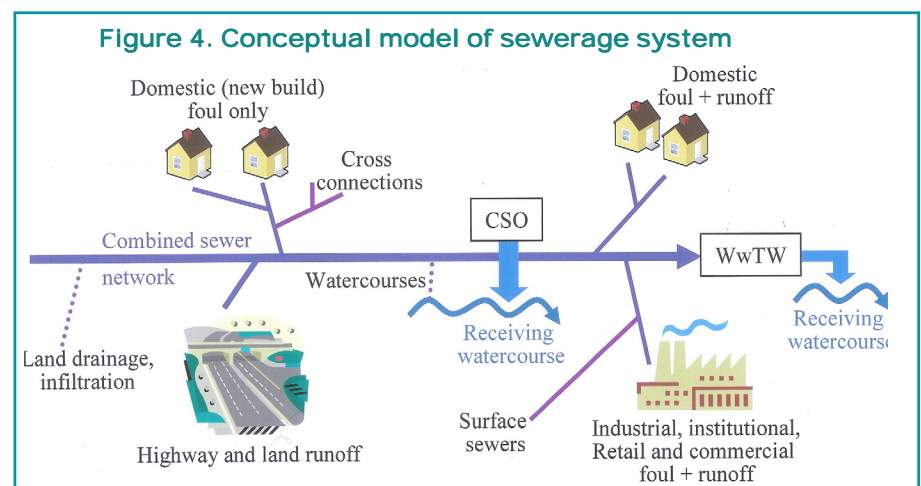 Figure 4. Conceptual model of sewerage system
Domestic (new build)
foul only
Domestic
foul + runoff
Cross
connections
CSO
Combined sewer
network
WwTW
Watercourses
Receiving
watercourse
Receiving
watercours
Land drainage,
infiltration
Highway and land runoff
Surface
sewers
Industrial, institutional,
Retail and commercial
foul + runoff